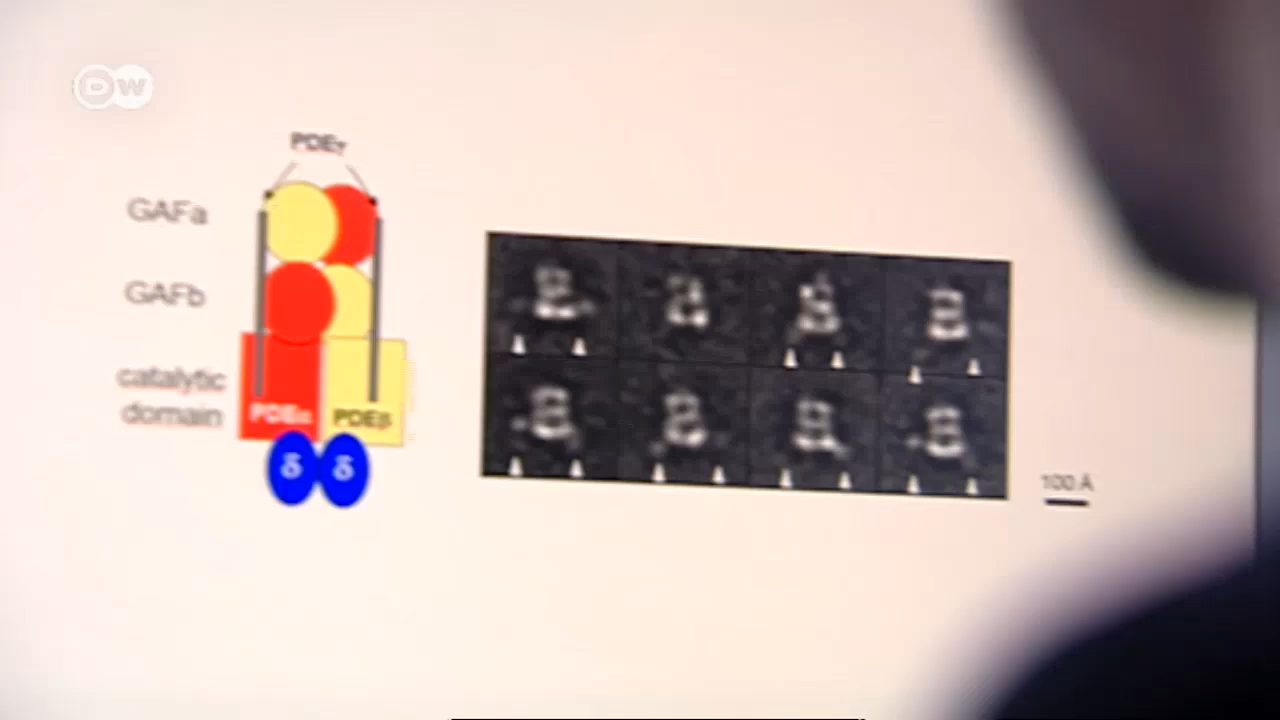 DW
PDEγ
GAFa
GAFb
catalytic
domain
PDEα
PDEβ
δ
δ
100 Å